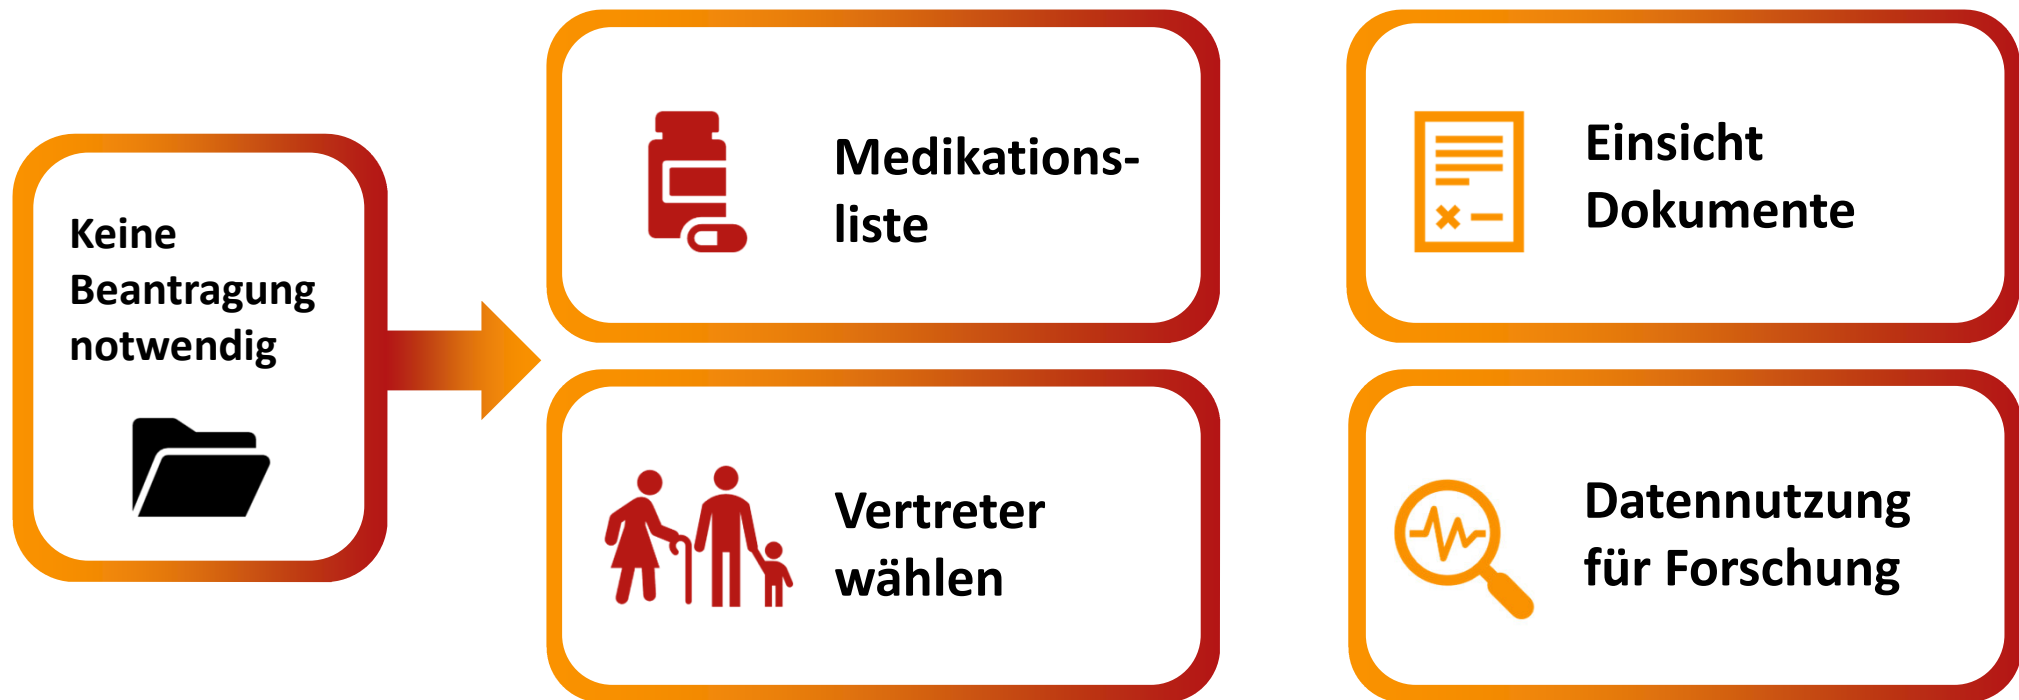 Keine
Beantragung
notwendig
Medikations-
liste
Einsicht
Dokumente
Vertreter
wählen
Datennutzung
für Forschung